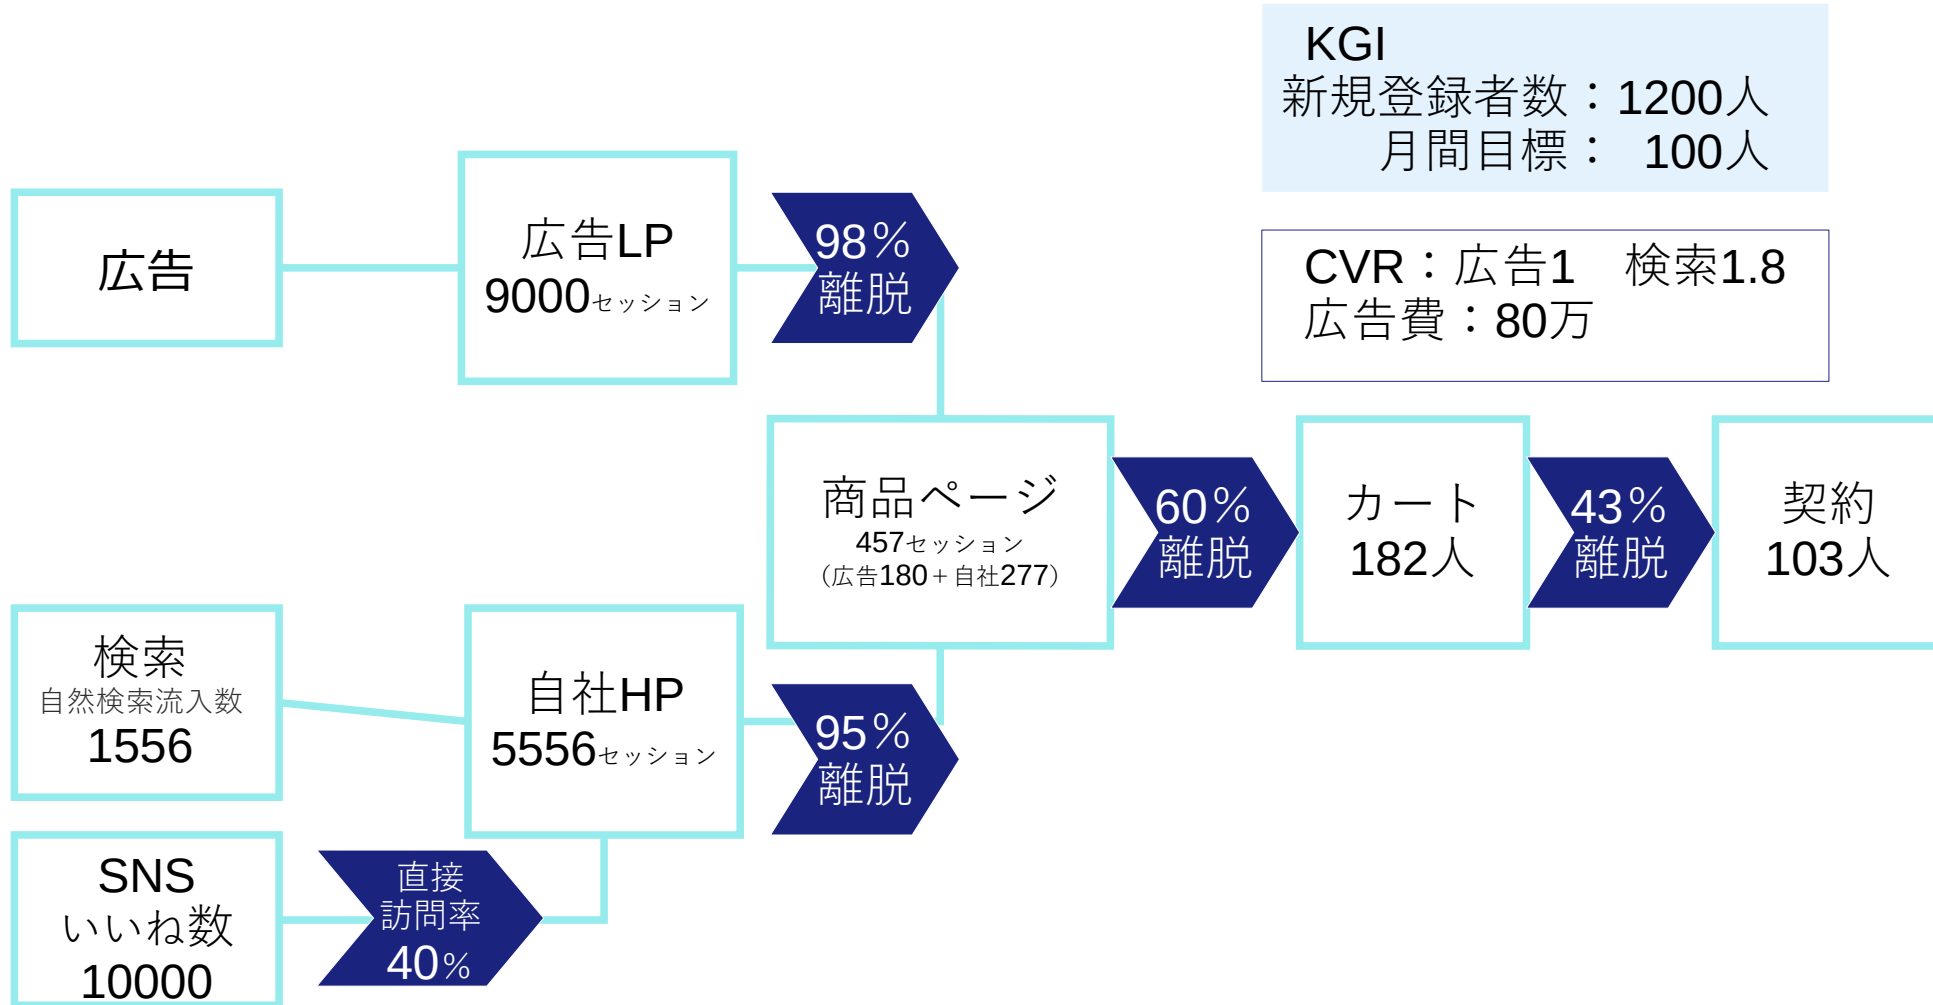 KGI
新規登録者数：1200人
月間目標： 100人
広告
広告LP
9000セッション
98％
離脱
CVR：広告1　検索1.8
広告費：80万
商品ページ
457セッション
（広告180＋自社277）
60％
離脱
カート
182人
43％
離脱
契約
103人
検索
自然検索流入数
1556
自社HP
5556セッション
95％
離脱
SNS
いいね数
10000
直接
訪問率
40％